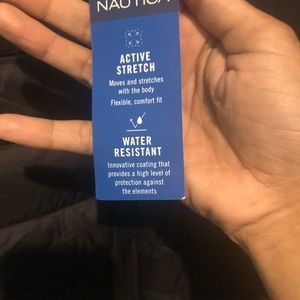 NAUTICA
ACTIVE
STRETCH
Moves and stretches
with the body
Flexible, comfort fit
WATER
RESISTANT
Innovative coating that
provides a high level of
protection against
the elements